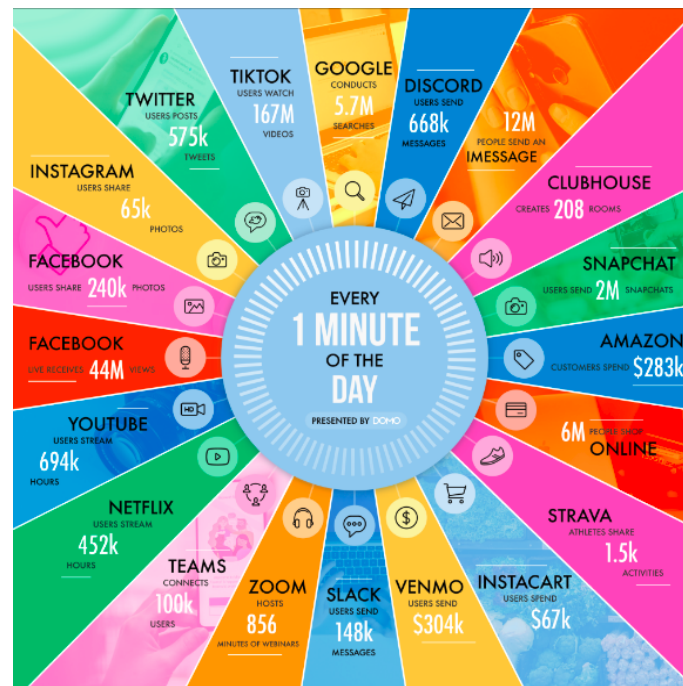 EVERY
1 MINUTE
OF THE
DAY
PRESENTED BY DOMO
GOOGLE
CONDUCTS
5.7M
SEARCHES
DISCORD
USERS SEND
668k
MESSAGES
12M
PEOPLE SEND AN
IMESSAGE
CLUBHOUSE
CREATES 208 ROOMS
SNAPCHAT
USERS SEND 2M SNAPCHATS
AMAZON
CUSTOMERS SPEND $283k
6M PEOPLE SHOP
ONLINE
STRAVA
ATHLETES SHARE
1.5k
ACTIVITIES
INSTACART
USERS SPEND
$67k
VENMO
USERS SEND
$304k
SLACK
USERS SEND
148k
MESSAGES
ZOOM
HOSTS
856
MINUTES OF WEBINARS
TEAMS
CONNECTS
100k
USERS
NETFLIX
USERS STREAM
452k
HOURS
YOUTUBE
USERS STREAM
694k
HOURS
HD
FACEBOOK
LIVE RECEIVES 44M VIEWS
FACEBOOK
USERS SHARE 240k PHOTOS
INSTAGRAM
USERS SHARE
65k
PHOTOS
TWITTER
USERS POSTS
575k
TWEETS
TIKTOK
USERS WATCH
167M
VIDEOS